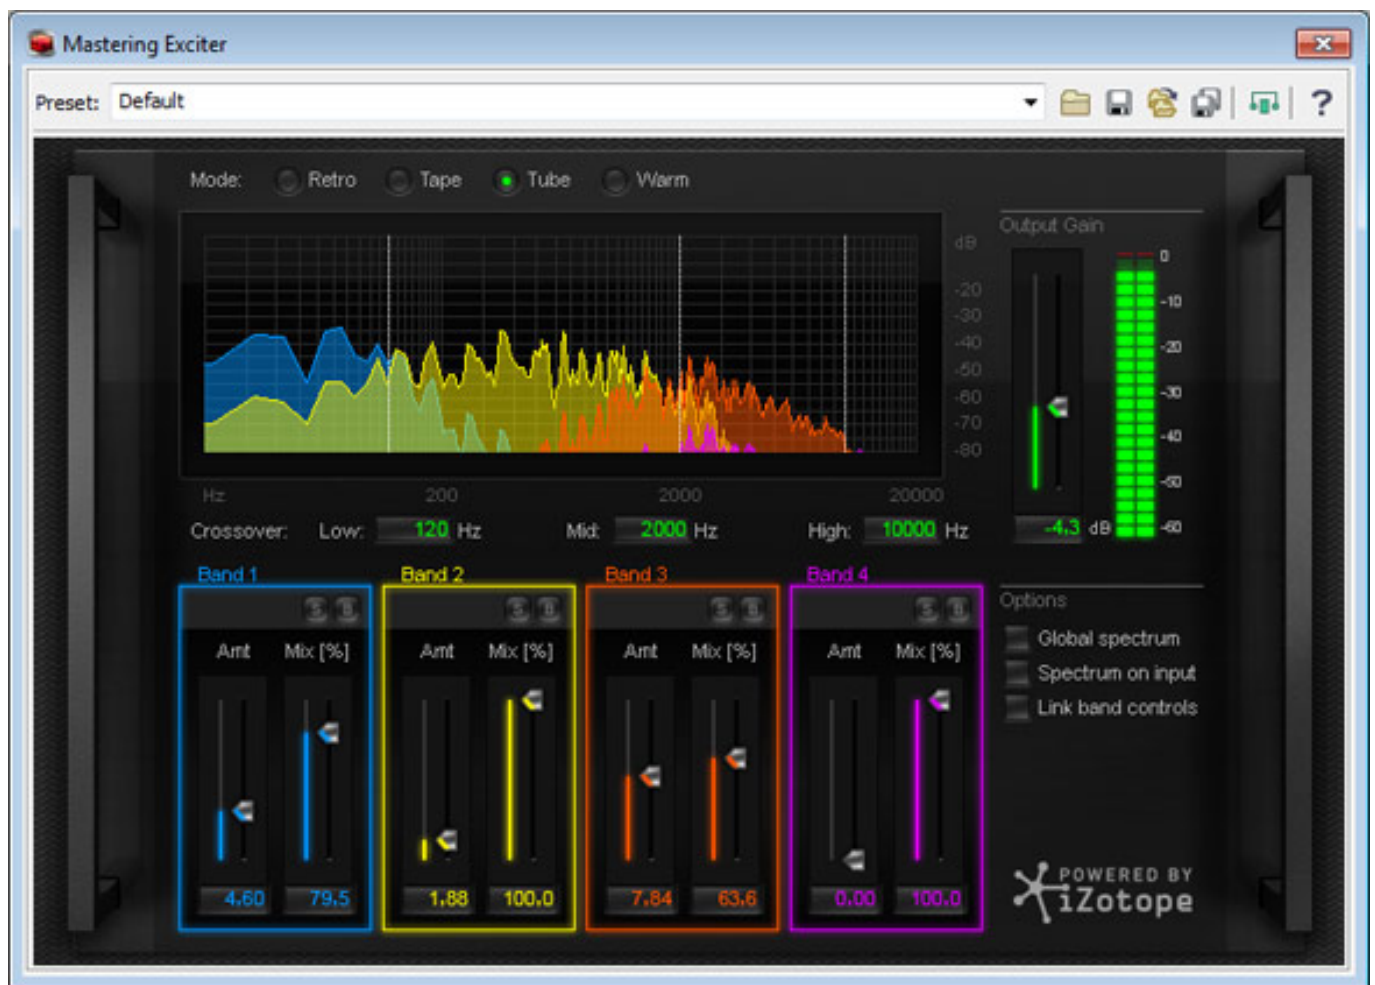 Mastering Exciter
Preset: Default ?
Mode: Retro Tape Tube Warm
Output Gain
dB
-20
-30
-40
-50
-60
-70
-80
0
-10
-20
-30
-40
-50
-60
Hz 200 2000 20000
Crossover: Low: 120 Hz Mid: 2000 Hz High: 10000 Hz
-4,3 dB
Band 1 Band 2 Band 3 Band 4
S B S B S B S B
Amt Mix [%] Amt Mix [%] Amt Mix [%] Amt Mix [%]
4,60 79,5 1,88 100,0 7,84 63,6 0,00 100,0
Options
Global spectrum
Spectrum on input
Link band controls
POWERED BY
iZotope